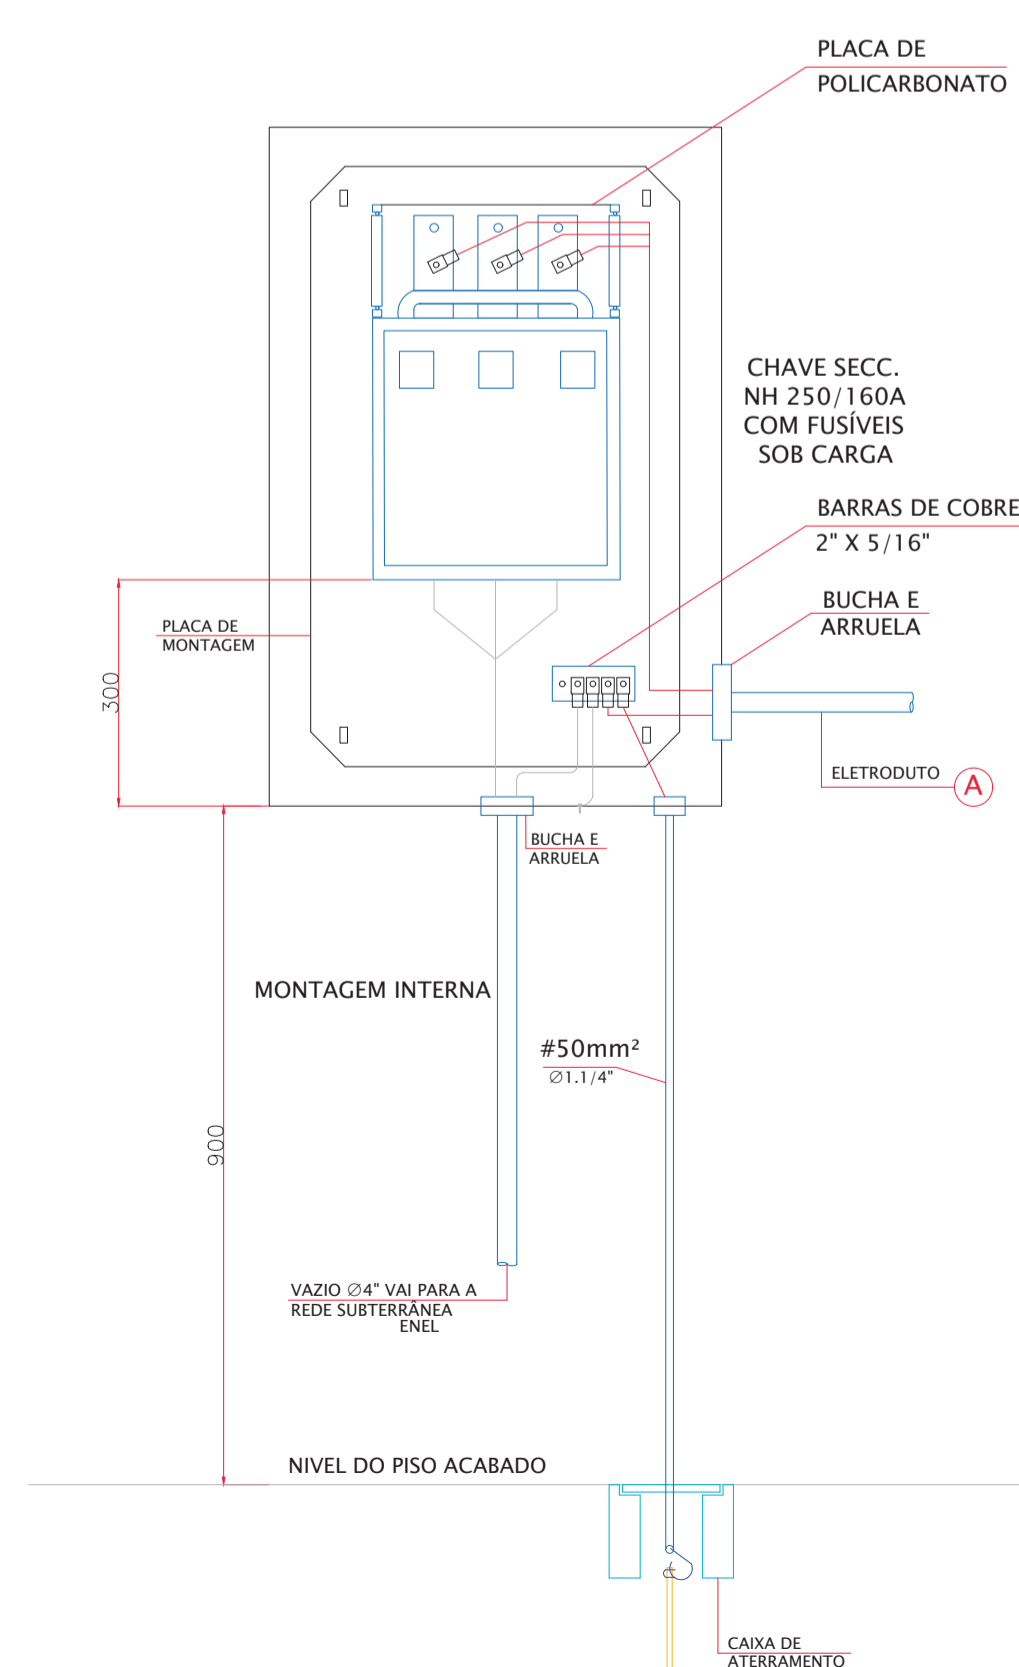 PLACA DE
POLICARBONATO
CHAVE SECC.
NH 250/160A
COM FUSÍVEIS
SOB CARGA
BARRAS DE COBRE
2" X 5/16"
BUCHA E
ARRUELA
PLACA DE
MONTAGEM
300
ELETRODUTO
A
BUCHA E
ARRUELA
MONTAGEM INTERNA
#50mm²
∅1.1/4"
900
VAZIO ∅4" VAI PARA A
REDE SUBTERRÂNEA
ENEL
NIVEL DO PISO ACABADO
CAIXA DE
ATERRAMENTO